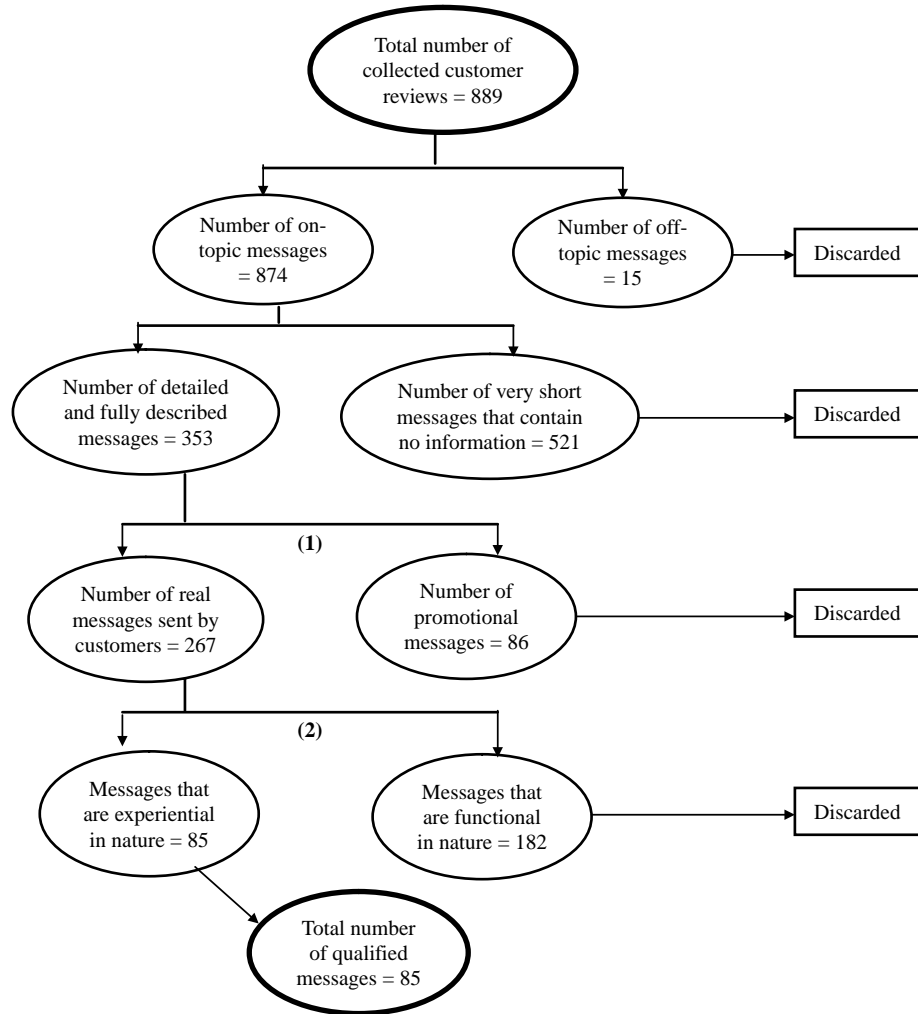 Total number of
collected customer
reviews = 889
Number of on-
topic messages
= 874
Number of off-
topic messages
= 15
Discarded
Number of detailed
and fully described
messages = 353
Number of very short
messages that contain
no information = 521
Discarded
(1)
Number of real
messages sent by
customers = 267
Number of
promotional
messages = 86
Discarded
(2)
Messages that
are experiential
in nature = 85
Messages that
are functional
in nature = 182
Discarded
Total number
of qualified
messages = 85